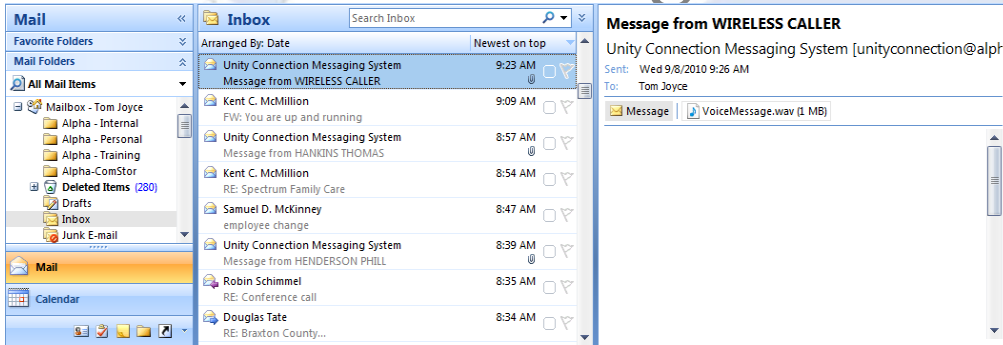 Mail «
Favorite Folders
Mail Folders
All Mail Items
Mailbox - Tom Joyce
Alpha - Internal
Alpha - Personal
Alpha - Training
Alpha-ComStor
Deleted Items (280)
Drafts
Inbox
Junk E-mail
Mail
Calendar
Inbox
Search Inbox
Arranged By: Date Newest on top
Unity Connection Messaging System 9:23 AM
Message from WIRELESS CALLER
Kent C. McMillion 9:09 AM
FW: You are up and running
Unity Connection Messaging System 8:57 AM
Message from HANKINS THOMAS
Kent C. McMillion 8:54 AM
RE: Spectrum Family Care
Samuel D. McKinney 8:47 AM
employee change
Unity Connection Messaging System 8:39 AM
Message from HENDERSON PHILL
Robin Schimmel 8:35 AM
RE: Conference call
Douglas Tate 8:34 AM
RE: Braxton County...
Message from WIRELESS CALLER
Unity Connection Messaging System [unityconnection@alph
Sent: Wed 9/8/2010 9:26 AM
To: Tom Joyce
Message VoiceMessage.wav (1 MB)